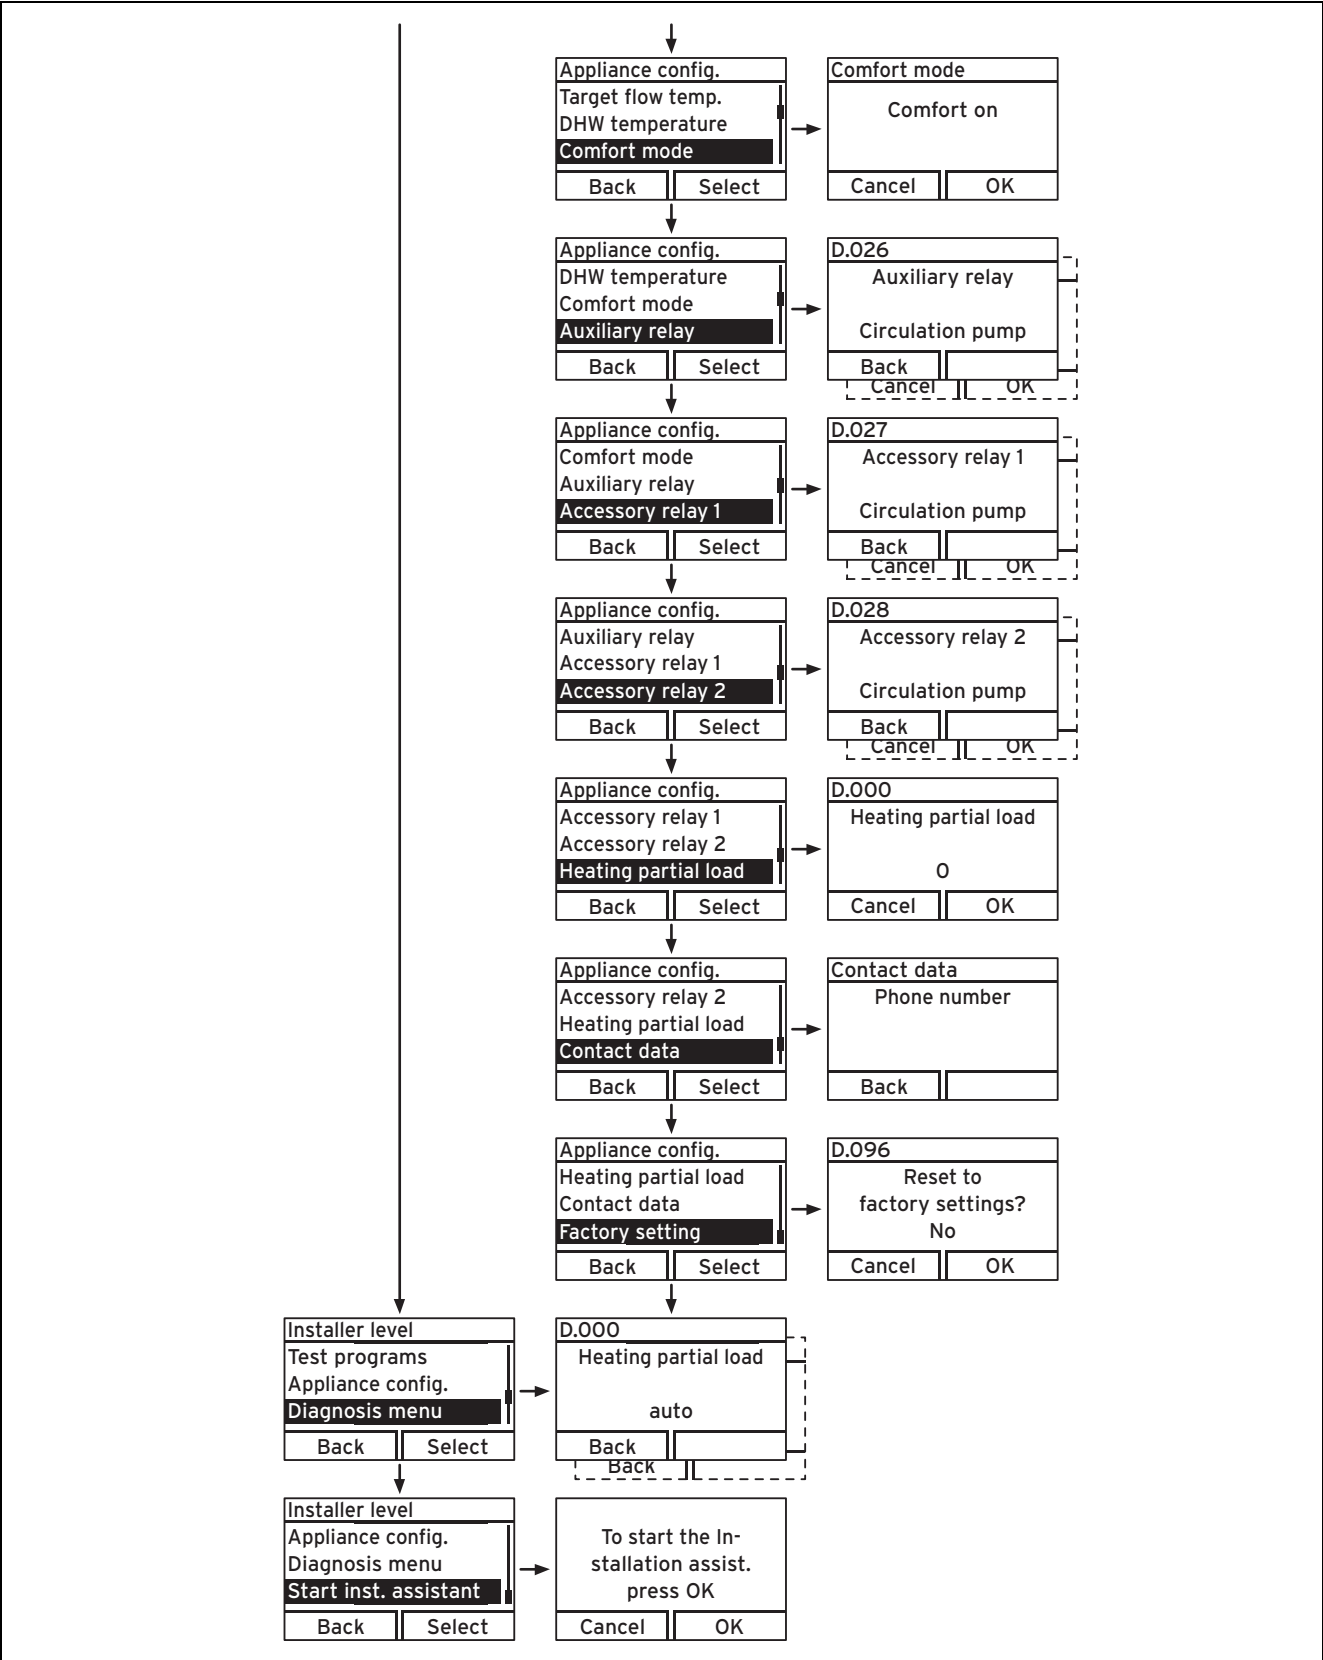 Appliance config.
Target flow temp.
DHW temperature
Comfort mode
Back Select
Comfort mode
Comfort on
Cancel OK
Appliance config.
DHW temperature
Comfort mode
Auxiliary relay
Back Select
D.026
Auxiliary relay
Circulation pump
Back
Cancel OK
Appliance config.
Comfort mode
Auxiliary relay
Accessory relay 1
Back Select
D.027
Accessory relay 1
Circulation pump
Back
Cancel OK
Appliance config.
Auxiliary relay
Accessory relay 1
Accessory relay 2
Back Select
D.028
Accessory relay 2
Circulation pump
Back
Cancel OK
Appliance config.
Accessory relay 1
Accessory relay 2
Heating partial load
Back Select
D.000
Heating partial load
0
Cancel OK
Appliance config.
Accessory relay 2
Heating partial load
Contact data
Back Select
Contact data
Phone number
Back
Appliance config.
Heating partial load
Contact data
Factory setting
Back Select
D.096
Reset to
factory settings?
No
Cancel OK
Installer level
Test programs
Appliance config.
Diagnosis menu
Back Select
D.000
Heating partial load
auto
Back
Back
Installer level
Appliance config.
Diagnosis menu
Start inst. assistant
Back Select
To start the In-
stallation assist.
press OK
Cancel OK